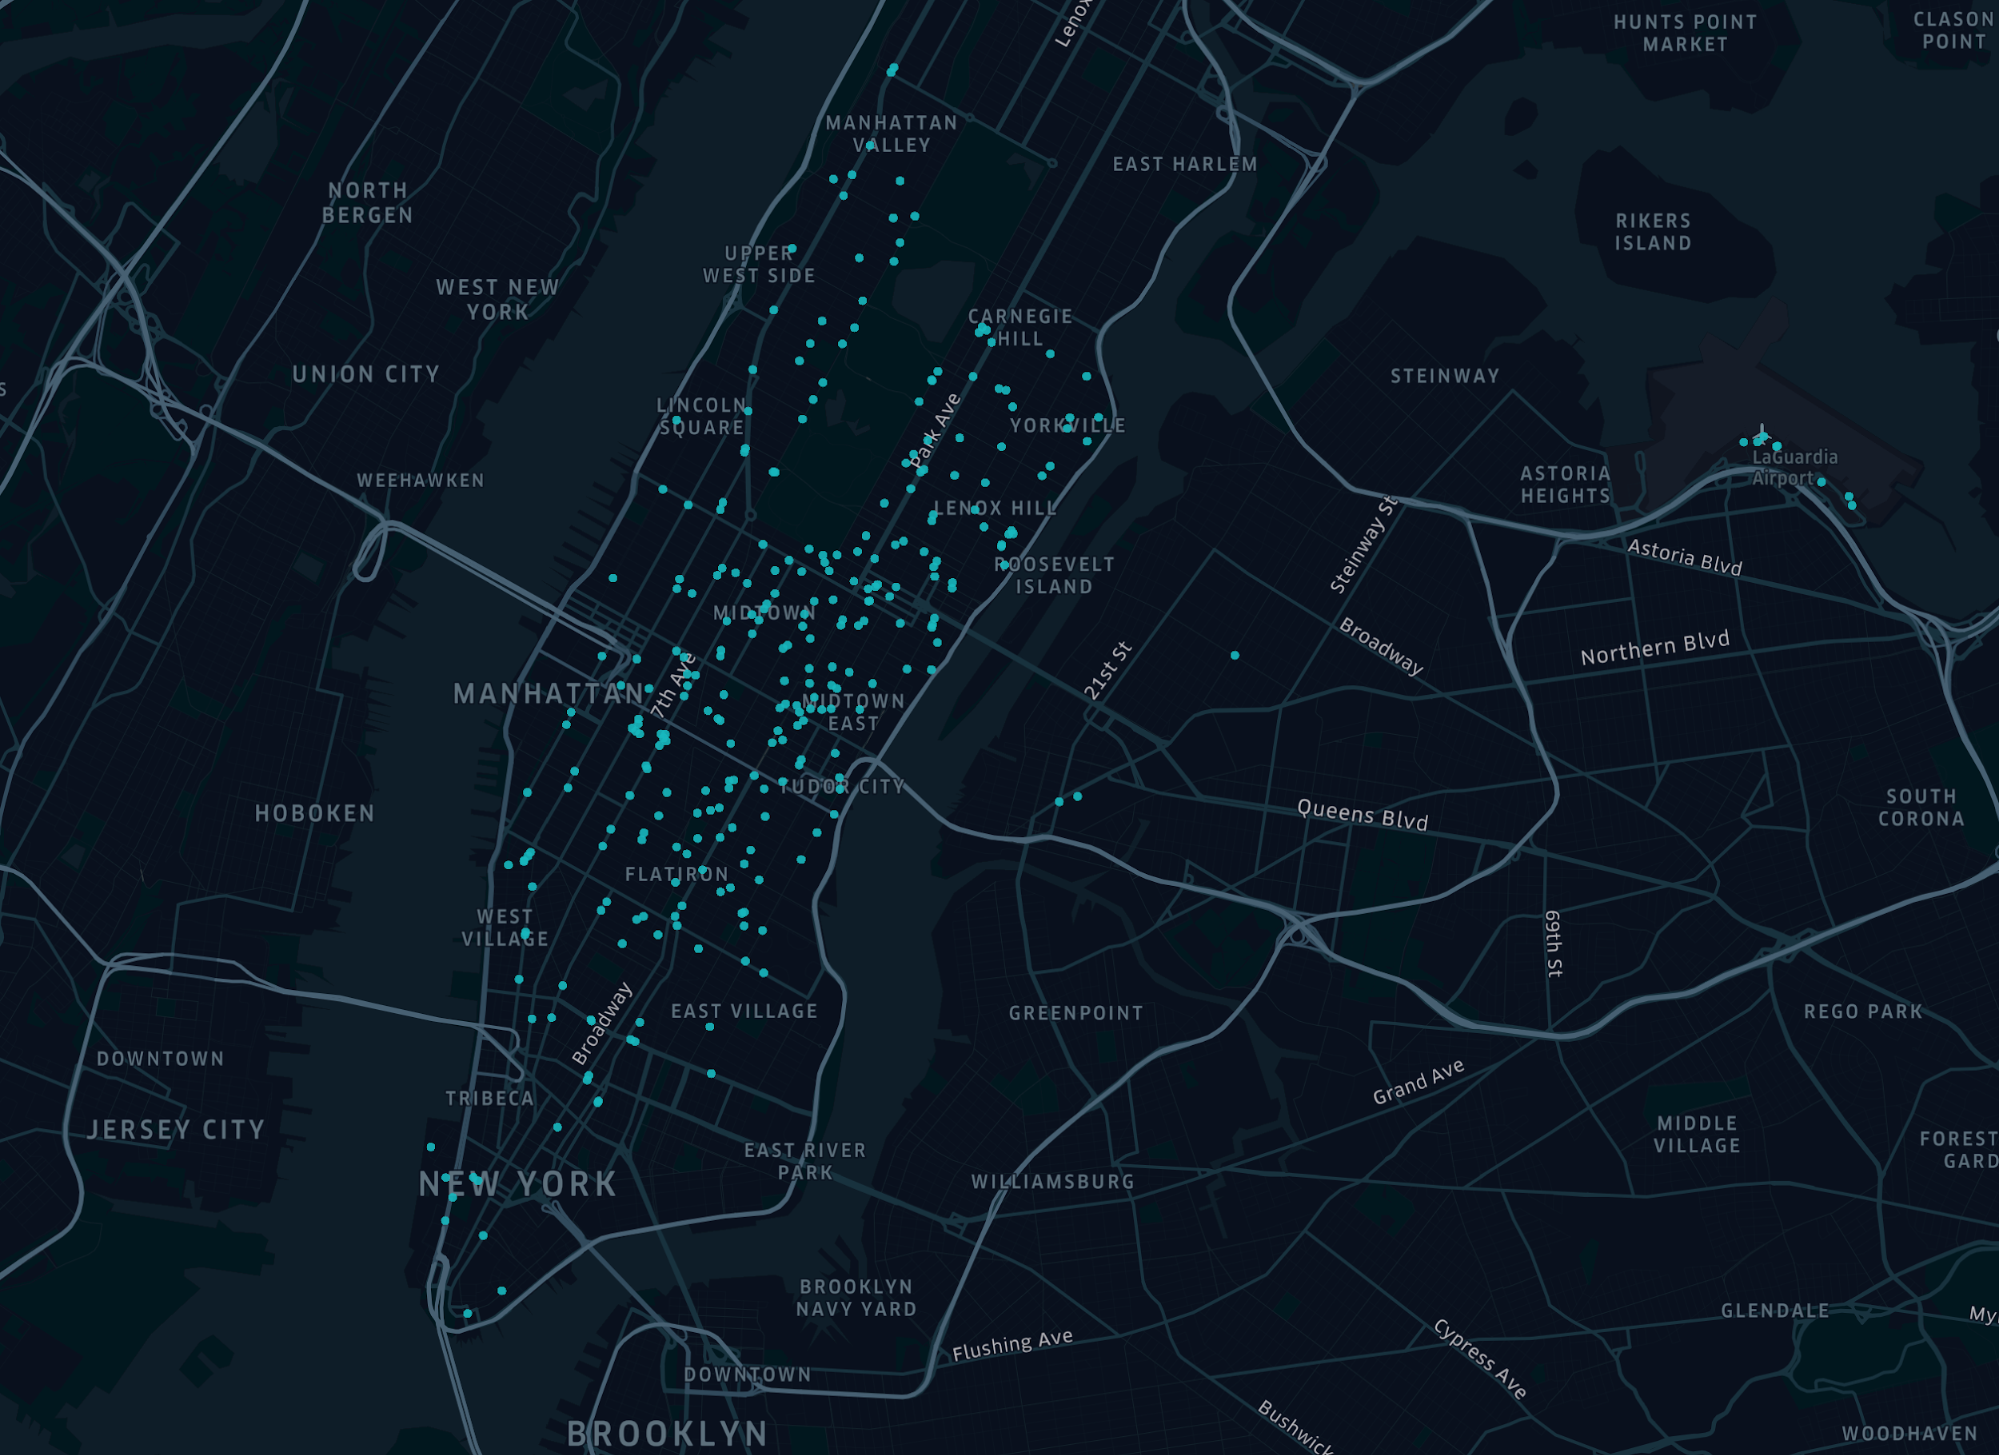 HUNTS POINT
MARKET
CLASON
POINT
Lenox
MANHATTAN
VALLEY
EAST HARLEM
NORTH
BERGEN
RIKERS
ISLAND
UPPER
WEST SIDE
WEST NEW
YORK
CARNEGIE
HILL
UNION CITY
S
STEINWAY
LINCOLN
SQUARE
Park Ave
YORKVILLE
LaGuardia
Airport
WEEHAWKEN
ASTORIA
HEIGHTS
LENOX HILL
Steinway St
Astoria Blvd
ROOSEVELT
ISLAND
MIDTOWN
Broadway
Northern Blvd
21st St
MANHATTAN
7th Ave
MIDTOWN
EAST
TUDOR CITY
HOBOKEN
Queens Blvd
SOUTH
CORONA
FLATIRON
WEST
VILLAGE
69th St
Broadway
EAST VILLAGE
GREENPOINT
REGO PARK
DOWNTOWN
TRIBECA
Grand Ave
JERSEY CITY
MIDDLE
VILLAGE
FOREST
GARD
EAST RIVER
PARK
NEW YORK
WILLIAMSBURG
BROOKLYN
NAVY YARD
GLENDALE
My
Flushing Ave
Cypress Ave
DOWNTOWN
BROOKLYN
Bushwick
WOODHAVEN